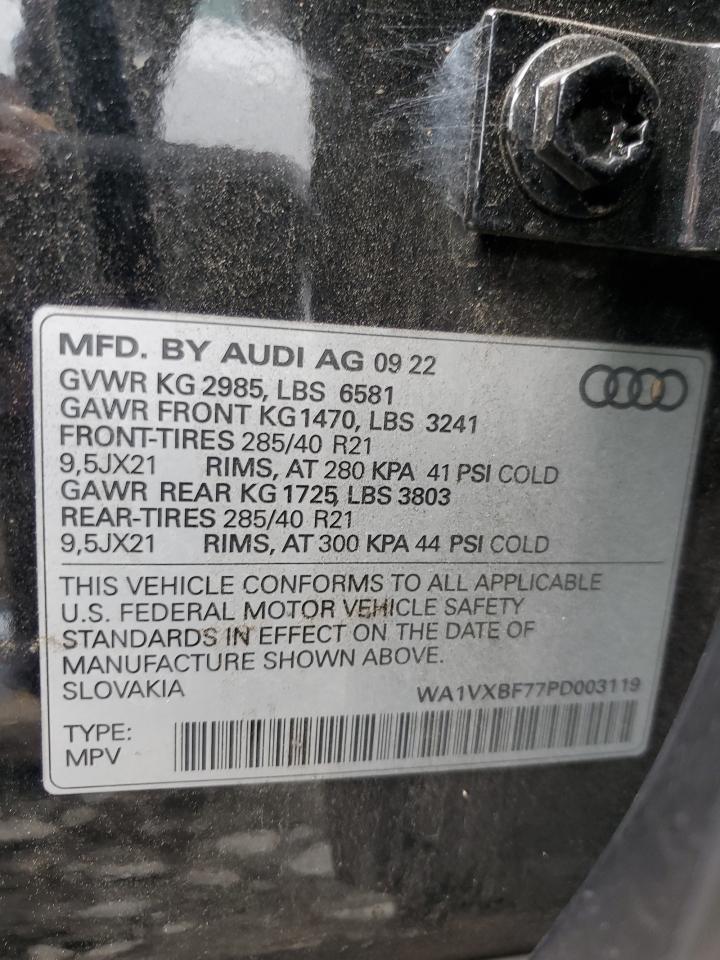 MFD. BY AUDI AG 09 22
GVWR KG 2985, LBS 6581
GAWR FRONT KG1470, LBS 3241
FRONT-TIRES 285/40 R21
9,5JX21 RIMS, AT 280 KPA 41 PSI COLD
GAWR REAR KG 1725, LBS 3803
REAR-TIRES 285/40 R21
9,5JX21 RIMS, AT 300 KPA 44 PSI COLD
THIS VEHICLE CONFORMS TO ALL APPLICABLE
U.S. FEDERAL MOTOR VEHICLE SAFETY
STANDARDS IN EFFECT ON THE DATE OF
MANUFACTURE SHOWN ABOVE.
SLOVAKIA WA1VXBF77PD003119
TYPE:
MPV